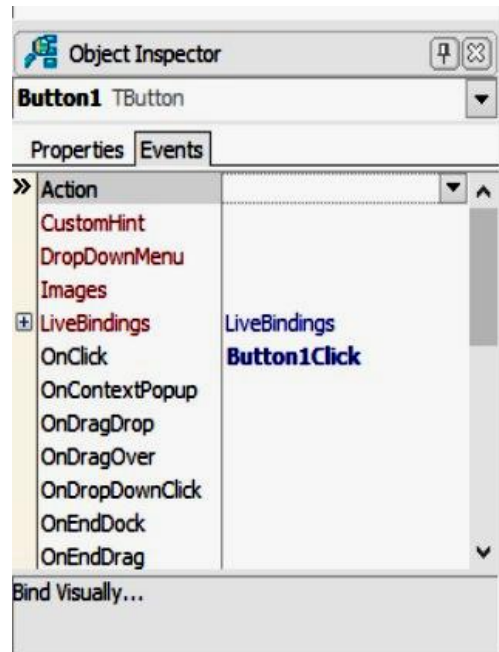 Object Inspector
Button1 TButton
Properties Events
Action
CustomHint
DropDownMenu
Images
LiveBindings LiveBindings
OnClick Button1Click
OnContextPopup
OnDragDrop
OnDragOver
OnDropDownClick
OnEndDock
OnEndDrag
Bind Visually...